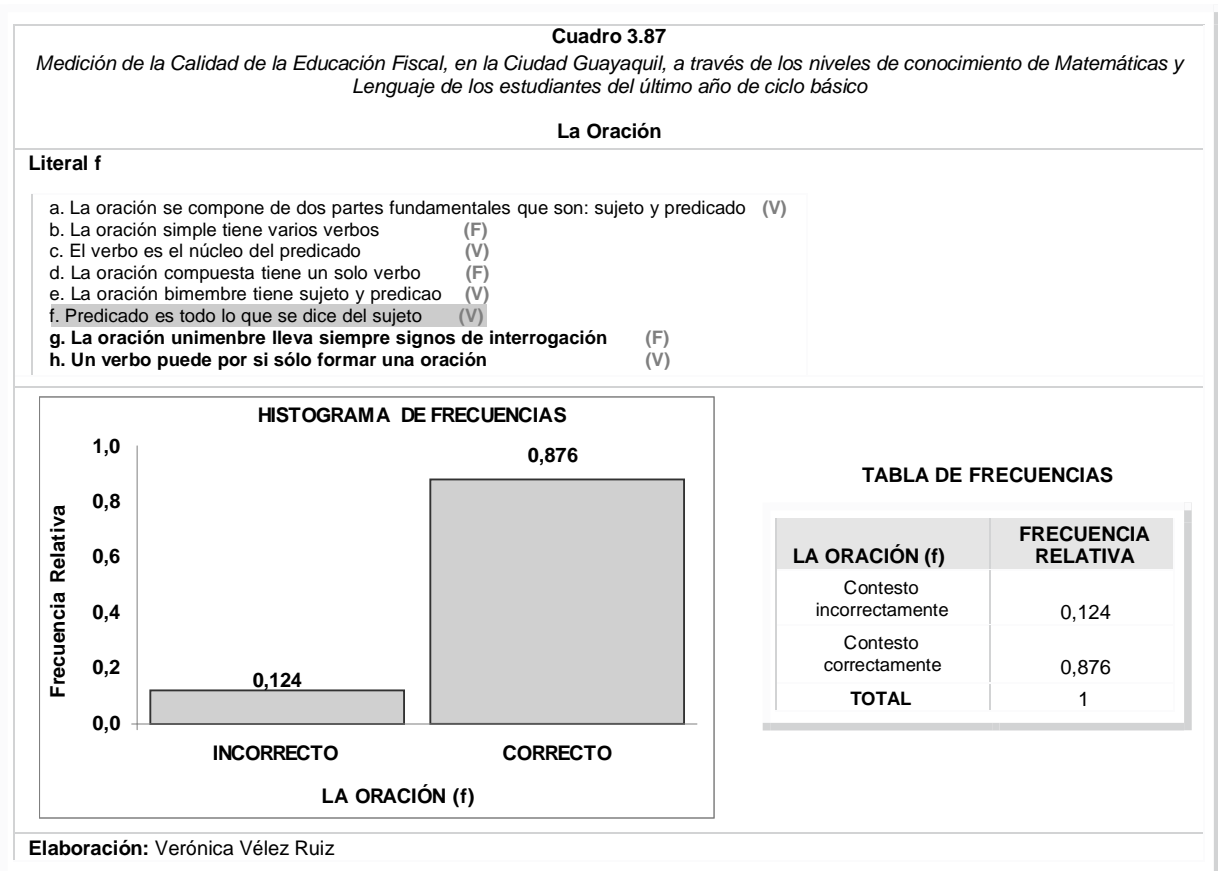 Cuadro 3.87
Medición de la Calidad de la Educación Fiscal, en la Ciudad Guayaquil, a través de los niveles de conocimiento de Matemáticas y
Lenguaje de los estudiantes del último año de ciclo básico
La Oración
Literal f
a. La oración se compone de dos partes fundamentales que son: sujeto y predicado (V)
b. La oración simple tiene varios verbos (F)
c. El verbo es el núcleo del predicado (V)
d. La oración compuesta tiene un solo verbo (F)
e. La oración bimembre tiene sujeto y predicao (V)
f. Predicado es todo lo que se dice del sujeto (V)
g. La oración unimenbre lleva siempre signos de interrogación (F)
h. Un verbo puede por si sólo formar una oración (V)
HISTOGRAMA DE FRECUENCIAS
Frecuencia Relativa
1,0
0,8
0,6
0,4
0,2
0,0
0,124
0,876
INCORRECTO CORRECTO
LA ORACIÓN (f)
TABLA DE FRECUENCIAS
LA ORACIÓN (f) FRECUENCIA
RELATIVA
Contesto
incorrectamente 0,124
Contesto
correctamente 0,876
TOTAL 1
Elaboración: Verónica Vélez Ruiz